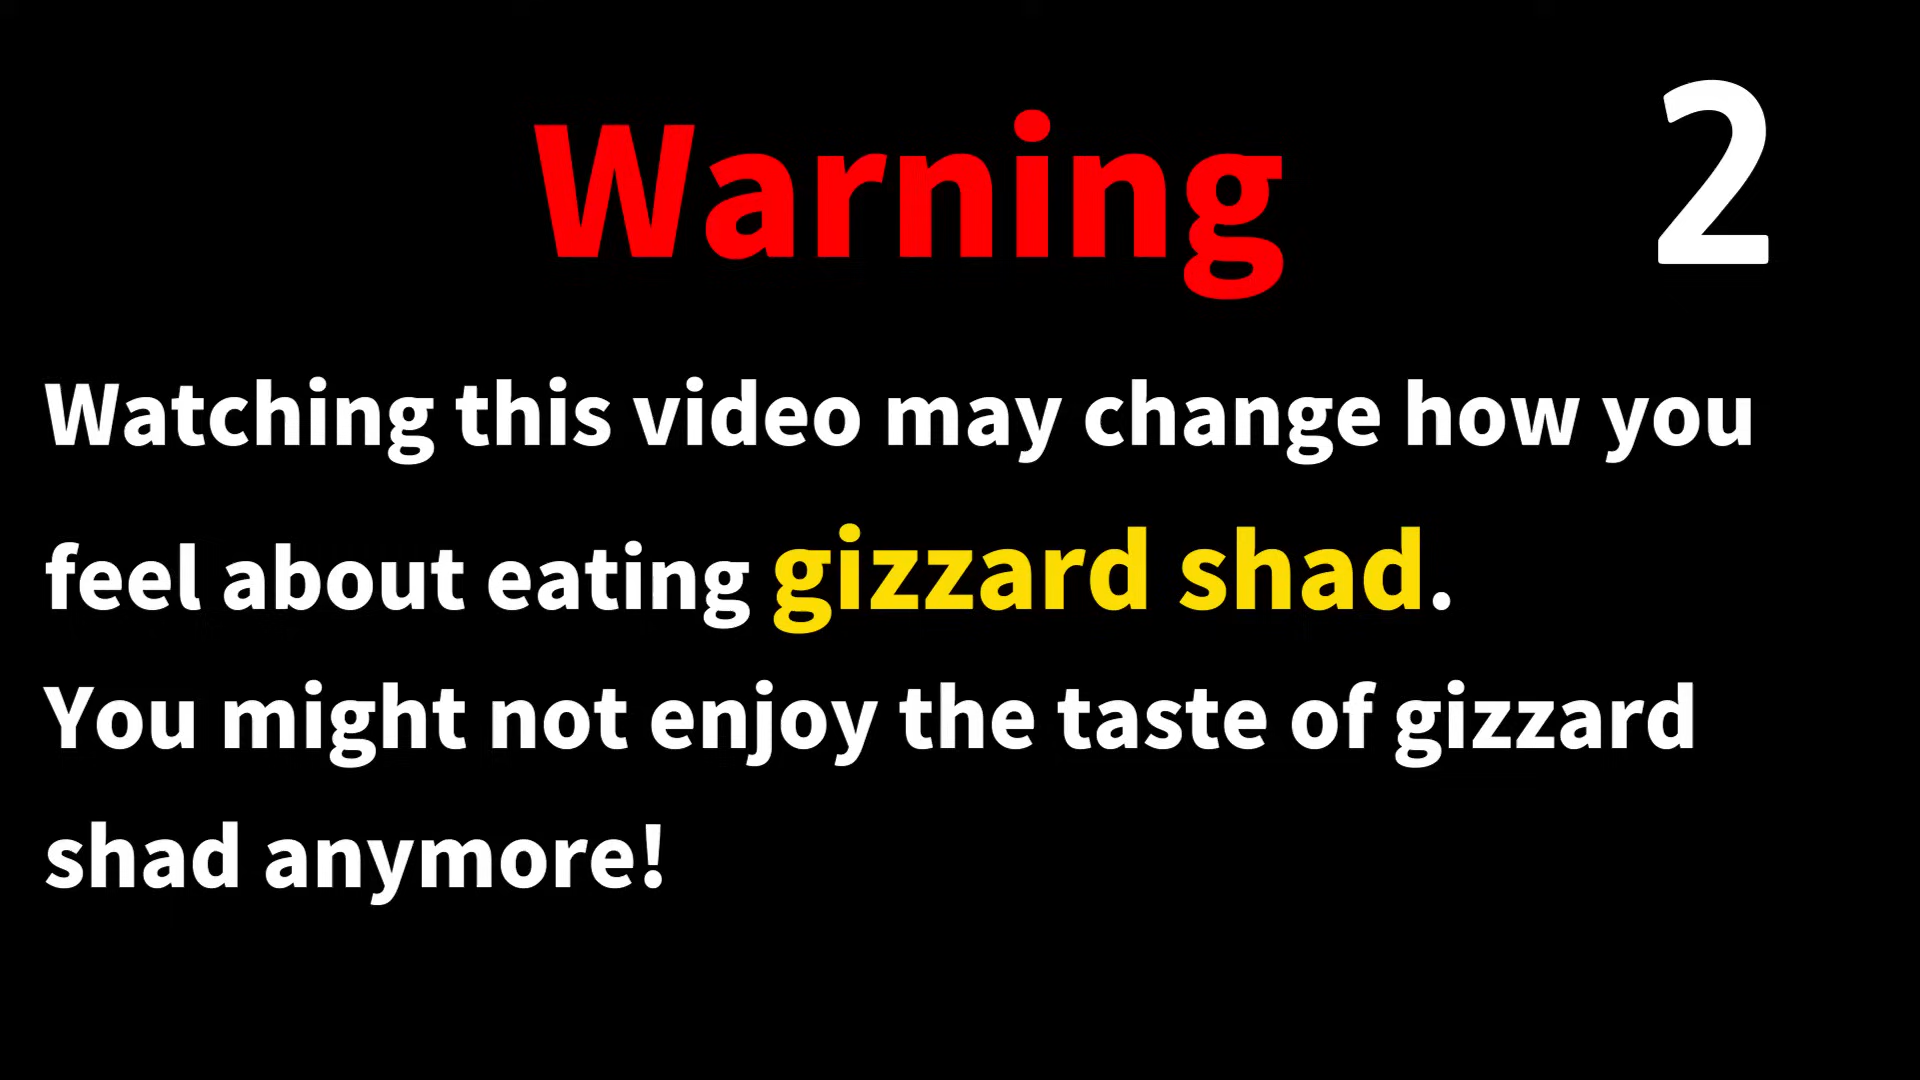 Warning
2
Watching this video may change how you
feel about eating gizzard shad.
You might not enjoy the taste of gizzard
shad anymore!